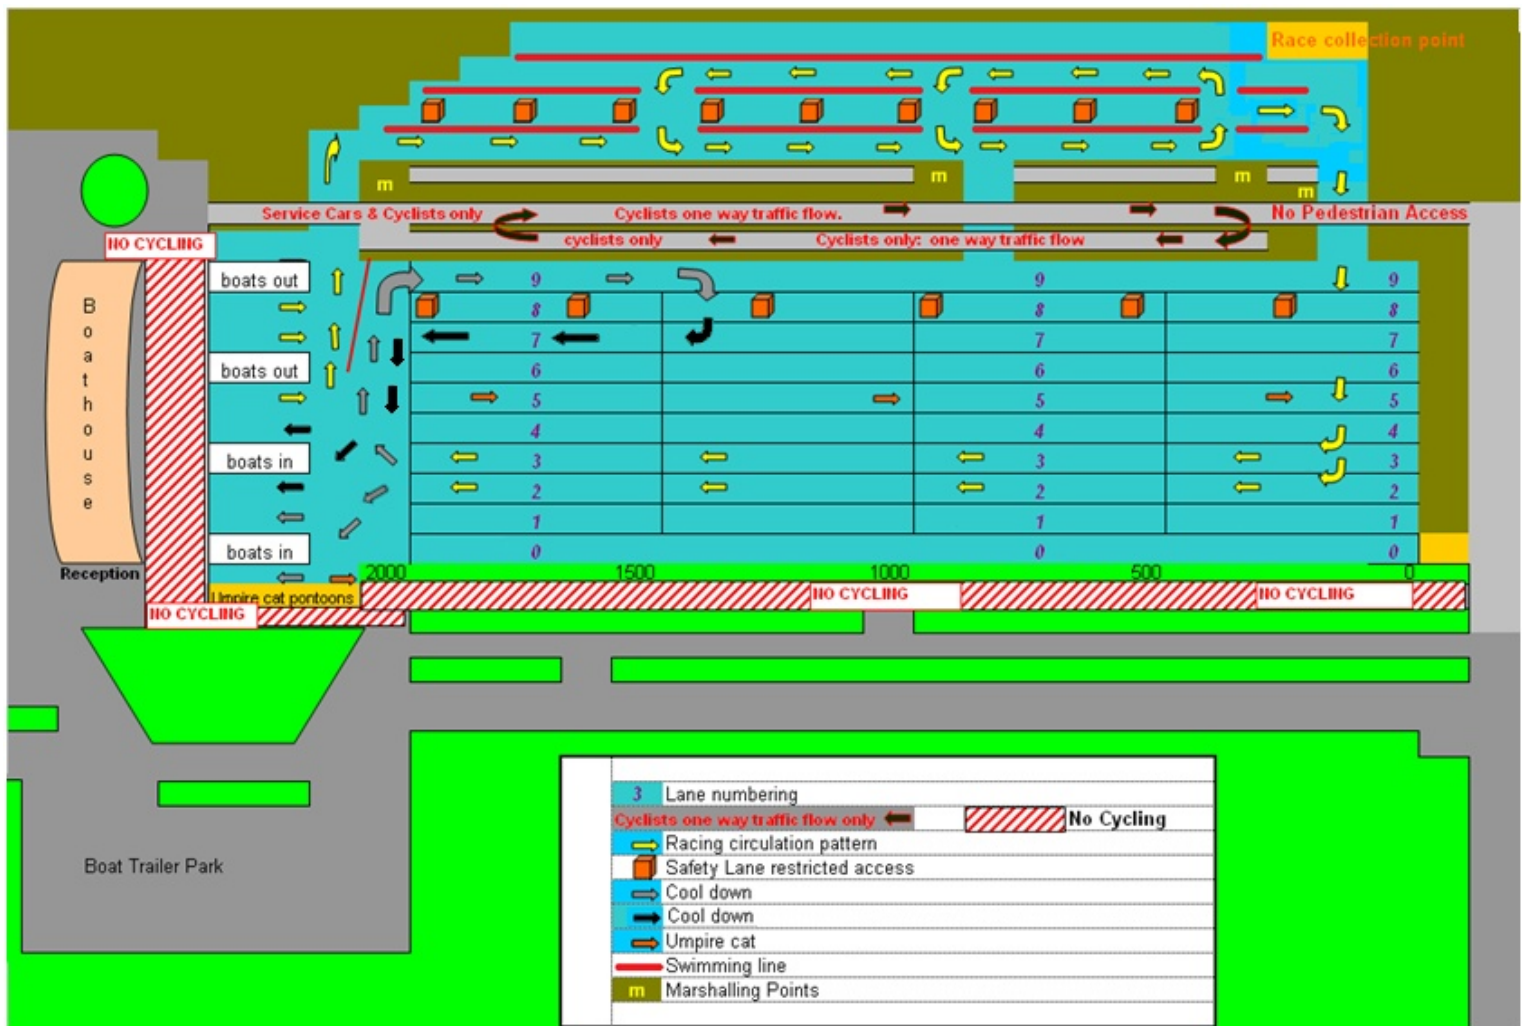 Race collection point
m
m
m
m
Service Cars & Cyclists only
Cyclists one way traffic flow.
No Pedestrian Access
NO CYCLING
cyclists only
Cyclists only: one way traffic flow
boats out
9
9
9
8
8
8
7
7
7
boats out
6
6
6
5
5
5
4
4
4
boats in
3
3
3
2
2
2
1
1
1
boats in
0
0
0
Boathouse
Reception
2000
1500
1000
500
0
Umpire cat pontoons
NO CYCLING
NO CYCLING
NO CYCLING
3 Lane numbering
Cyclists one way traffic flow only
No Cycling
Racing circulation pattern
Safety Lane restricted access
Cool down
Cool down
Umpire cat
Swimming line
m Marshalling Points
Boat Trailer Park